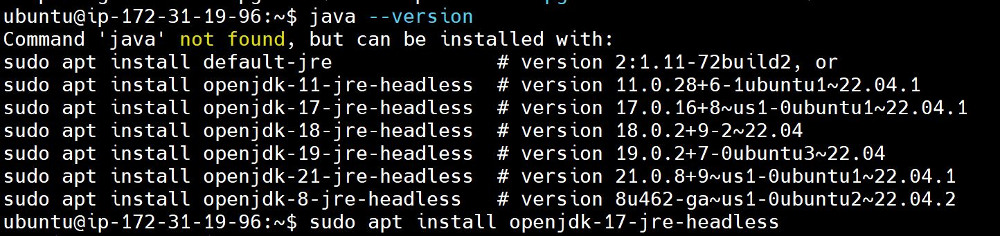 ubuntu@ip-172-31-19-96:~$ java --version
Command 'java' not found, but can be installed with:
sudo apt install default-jre              # version 2:1.11-72build2, or
sudo apt install openjdk-11-jre-headless  # version 11.0.28+6-1ubuntu1~22.04.1
sudo apt install openjdk-17-jre-headless  # version 17.0.16+8~us1-0ubuntu1~22.04.1
sudo apt install openjdk-18-jre-headless  # version 18.0.2+9-2~22.04
sudo apt install openjdk-19-jre-headless  # version 19.0.2+7-0ubuntu3~22.04
sudo apt install openjdk-21-jre-headless  # version 21.0.8+9~us1-0ubuntu1~22.04.1
sudo apt install openjdk-8-jre-headless   # version 8u462-ga~us1-0ubuntu2~22.04.2
ubuntu@ip-172-31-19-96:~$ sudo apt install openjdk-17-jre-headless